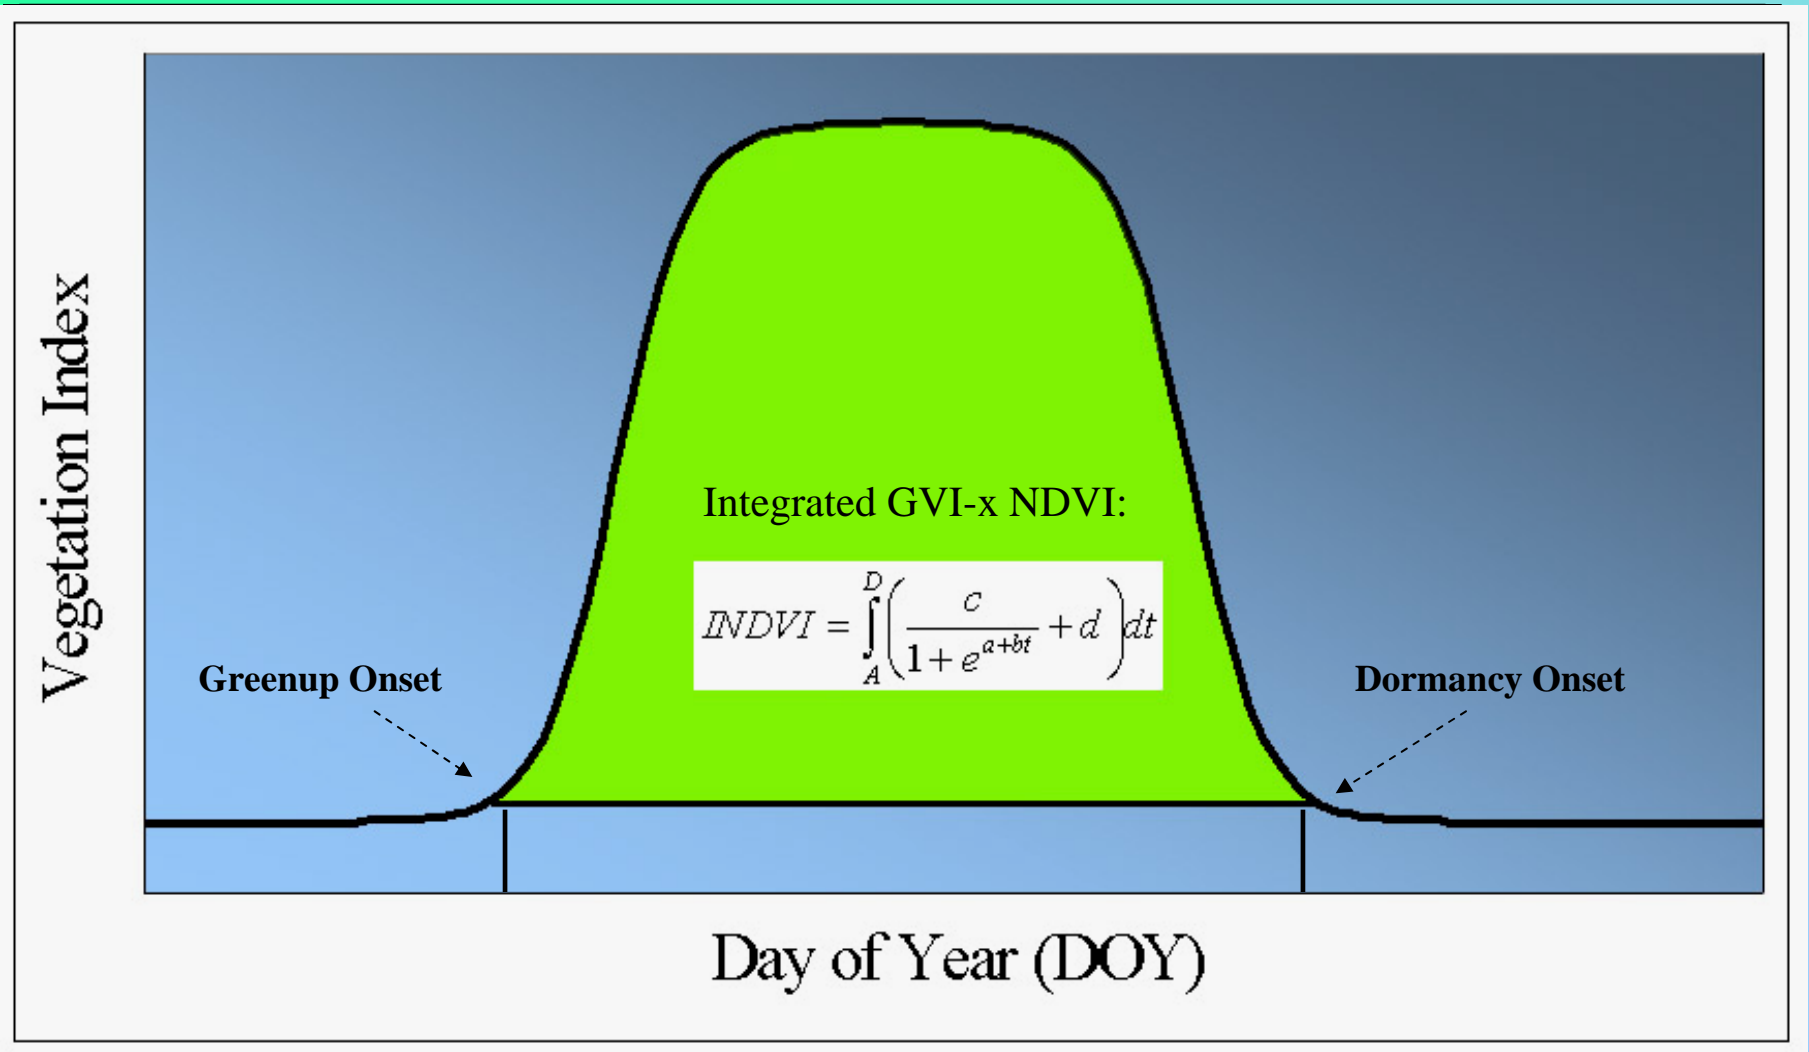 Vegetation Index
Integrated GVI-x NDVI:
INDVI = ∫_A^D ( c / (1 + e^{a+bt}) + d ) dt
Greenup Onset
Dormancy Onset
Day of Year (DOY)